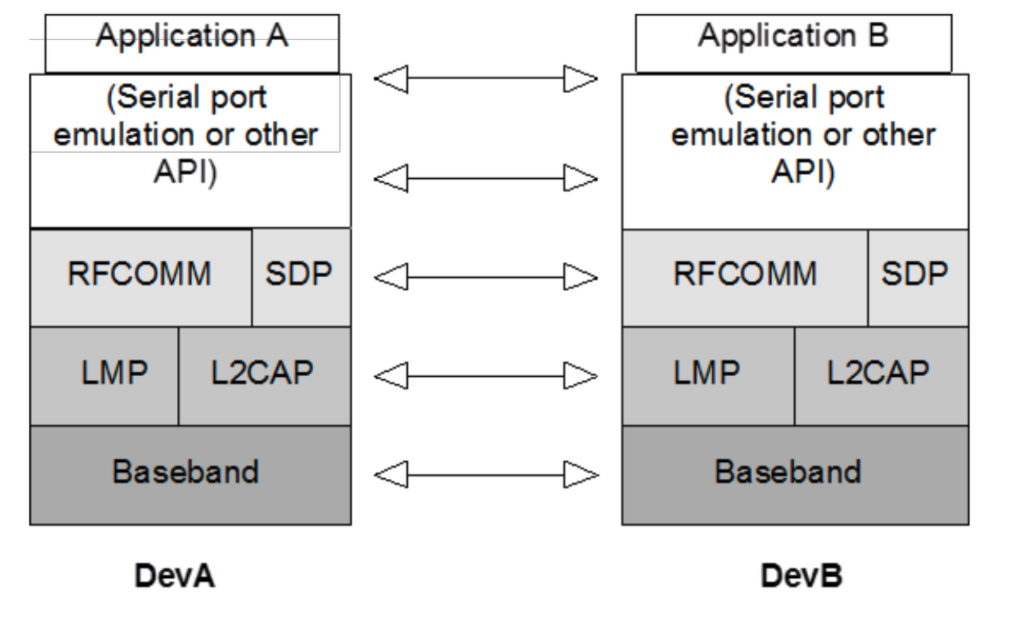 Application A
(Serial port
emulation or other
API)
RFCOMM
SDP
LMP
L2CAP
Baseband
DevA
Application B
(Serial port
emulation or other
API)
RFCOMM
SDP
LMP
L2CAP
Baseband
DevB